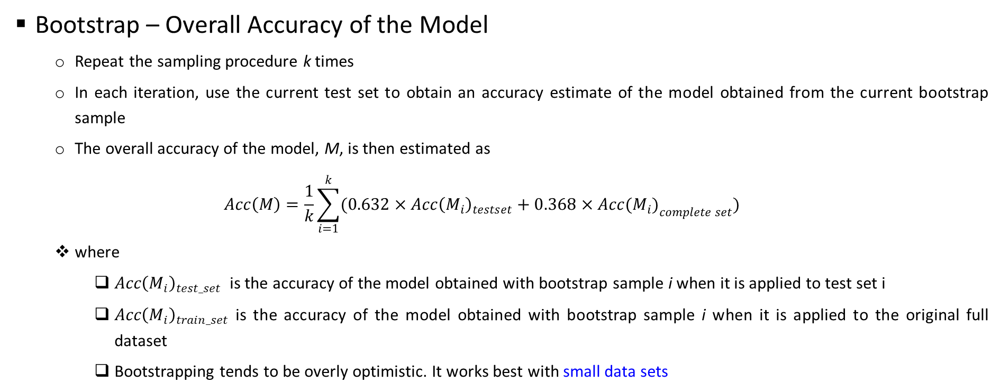 ▪ Bootstrap – Overall Accuracy of the Model
o Repeat the sampling procedure k times
o In each iteration, use the current test set to obtain an accuracy estimate of the model obtained from the current bootstrap
sample
o The overall accuracy of the model, M, is then estimated as
$Acc(M) = \frac{1}{k}\sum_{i=1}^{k}(0.632 \times Acc(M_i)_{testset} + 0.368 \times Acc(M_i)_{complete\ set})$
❖ where
❑ $Acc(M_i)_{test\_set}$ is the accuracy of the model obtained with bootstrap sample i when it is applied to test set i
❑ $Acc(M_i)_{train\_set}$ is the accuracy of the model obtained with bootstrap sample i when it is applied to the original full
dataset
❑ Bootstrapping tends to be overly optimistic. It works best with small data sets